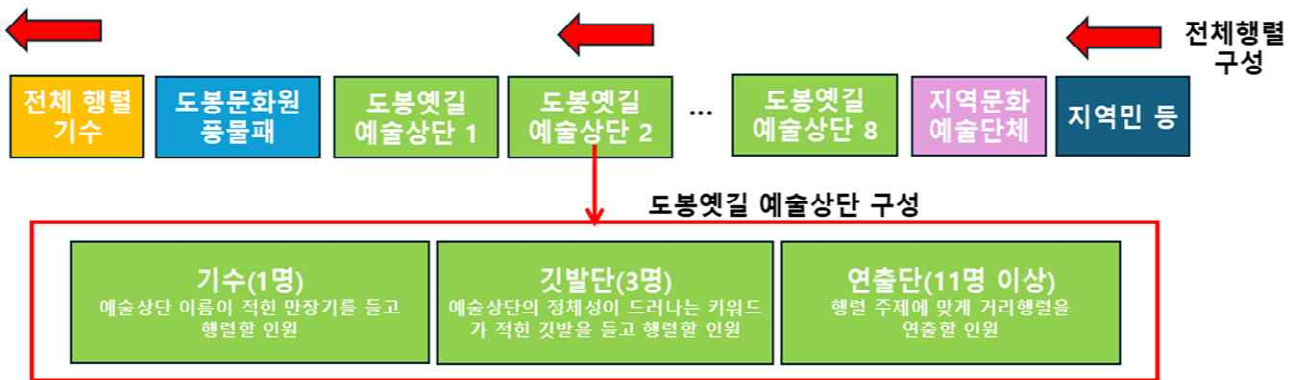 전체행렬
구성
전체 행렬
기수
도봉문화원
풍물패
도봉옛길
예술상단 1
도봉옛길
예술상단 2
...
도봉옛길
예술상단 8
지역문화
예술단체
지역민 등
도봉옛길 예술상단 구성
기수(1명)
예술상단 이름이 적힌 만장기를 들고
행렬할 인원
깃발단(3명)
예술상단의 정체성이 드러나는 키워드
가 적힌 깃발을 들고 행렬할 인원
연출단(11명 이상)
행렬 주제에 맞게 거리행렬을
연출할 인원